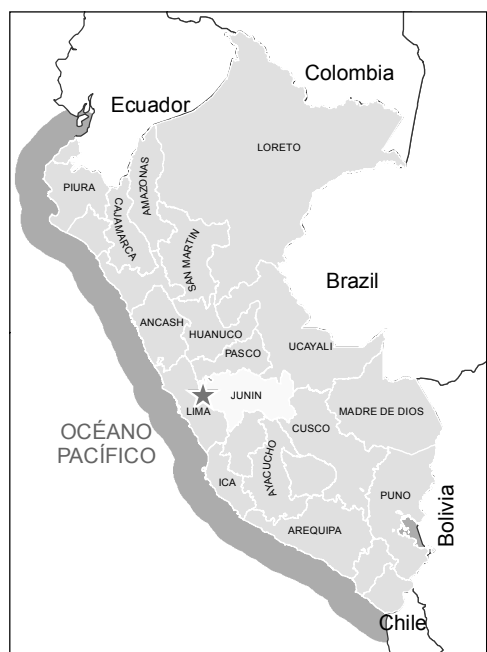 Colombia
Ecuador
LORETO
AMAZONAS
PIURA
CAJAMARCA
SAN MARTIN
Brazil
ANCASH
HUANUCO
UCAYALI
PASCO
JUNIN
LIMA
MADRE DE DIOS
CUSCO
OCÉANO
PACÍFICO
AYACUCHO
ICA
PUNO
AREQUIPA
Bolivia
Chile